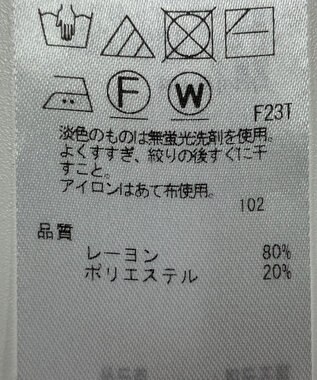 F W
F23T
淡色のものは無蛍光洗剤を使用。
よくすすぎ、絞りの後すぐに干
すこと。
アイロンはあて布使用。
102
品質
レーヨン 80%
ポリエステル 20%